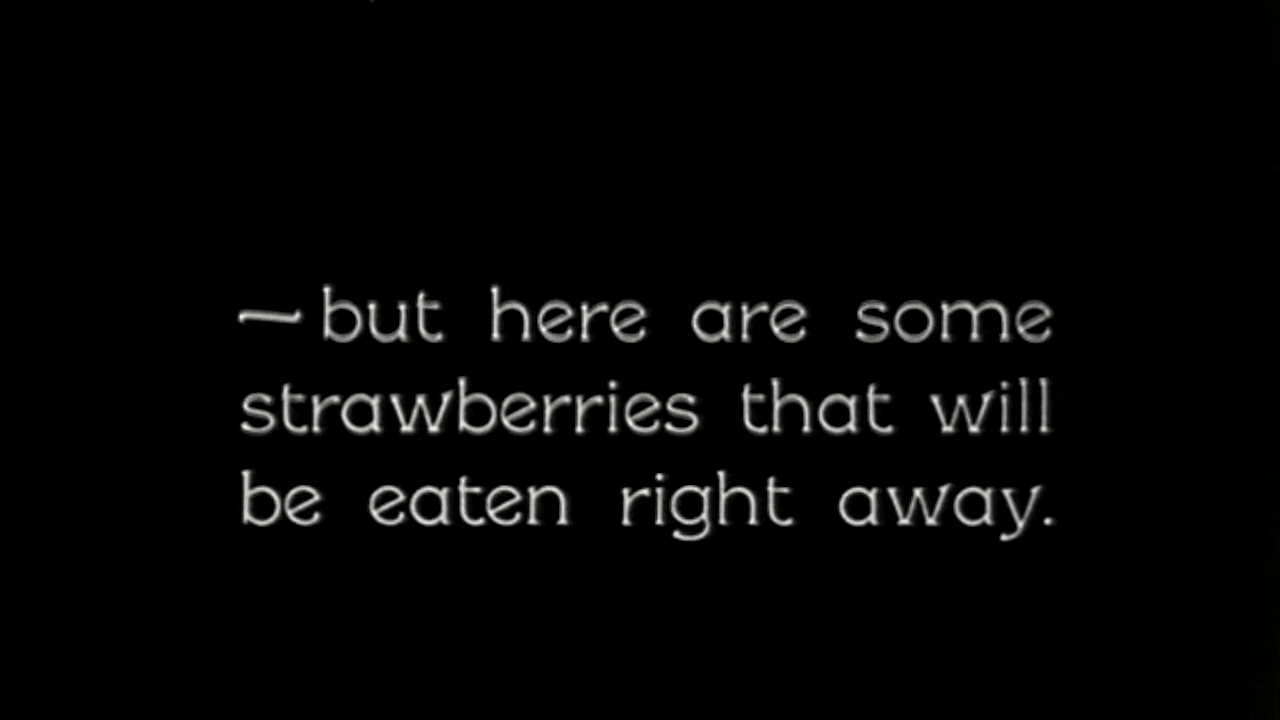 — but here are some
strawberries that will
be eaten right away.